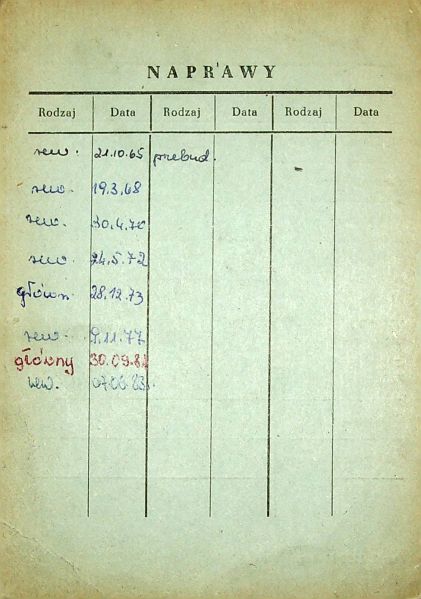 NAPRAWY
Rodzaj Data Rodzaj Data Rodzaj Data
rew. 21.10.65 przebud.
rew. 19.3.68
rew. 30.4.70
rew. 24.5.72
główn. 28.12.73
rew. 9.11.77
główny 30.09.81
rew. 07.06.83.